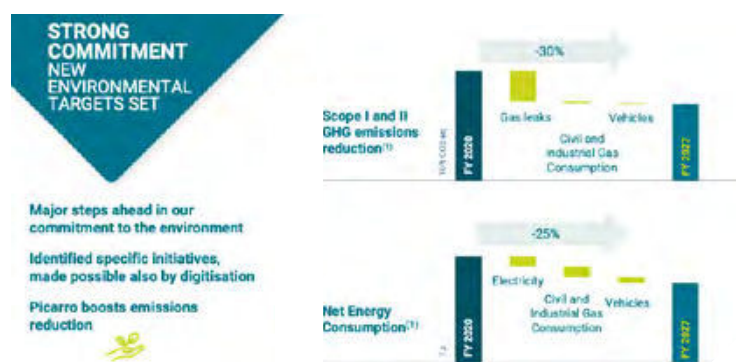 STRONG
COMMITMENT
NEW
ENVIRONMENTAL
TARGETS SET
Major steps ahead in our
commitment to the environment
Identified specific initiatives,
made possible also by digitisation
Picarro boosts emissions
reduction
-30%
Scope I and II
GHG emissions
reduction(1)
FY 2020
Gas leaks
Civil and
Industrial Gas
Consumption
Vehicles
FY 2027
-25%
Net Energy
Consumption(1)
FY 2020
Electricity
Civil and
Industrial Gas
Consumption
Vehicles
FY 2027